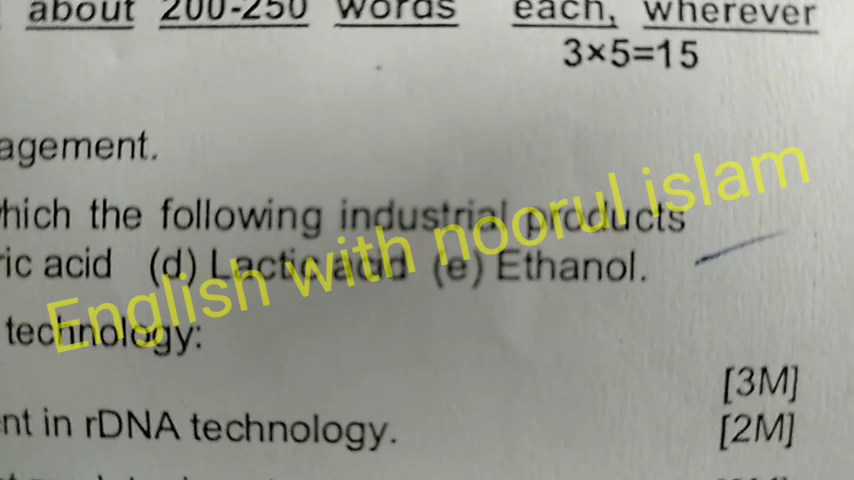 about 200-250 words each, wherever
3×5=15
agement.
hich the following industrial products
ric acid (d) Lactic acid (e) Ethanol.
technology:
[3M]
nt in rDNA technology. [2M]
English with noorul islam